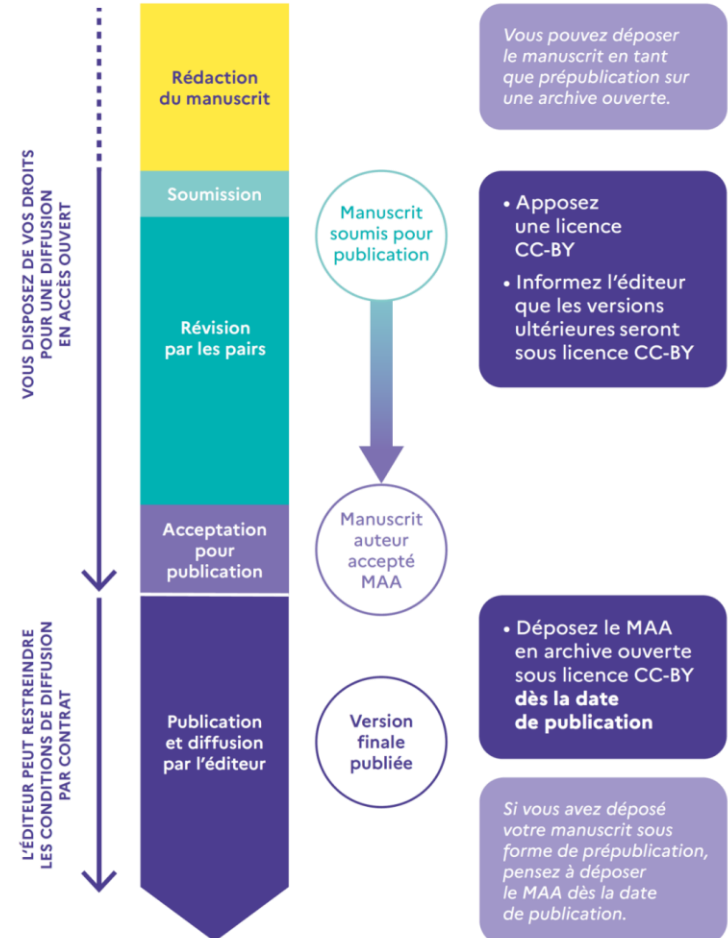 Rédaction
du manuscrit
Vous pouvez déposer
le manuscrit en tant
que prépublication sur
une archive ouverte.
VOUS DISPOSEZ DE VOS DROITS
POUR UNE DIFFUSION
EN ACCÈS OUVERT
Soumission
Manuscrit
soumis pour
publication
• Apposez
une licence
CC-BY
• Informez l’éditeur
que les versions
ultérieures seront
sous licence CC-BY
Révision
par les pairs
Acceptation
pour
publication
Manuscrit
auteur
accepté
MAA
L’ÉDITEUR PEUT RESTREINDRE
LES CONDITIONS DE DIFFUSION
PAR CONTRAT
Publication
et diffusion
par l’éditeur
Version
finale
publiée
• Déposez le MAA
en archive ouverte
sous licence CC-BY
dès la date
de publication
Si vous avez déposé
votre manuscrit sous
forme de prépublication,
pensez à déposer
le MAA dès la date
de publication.